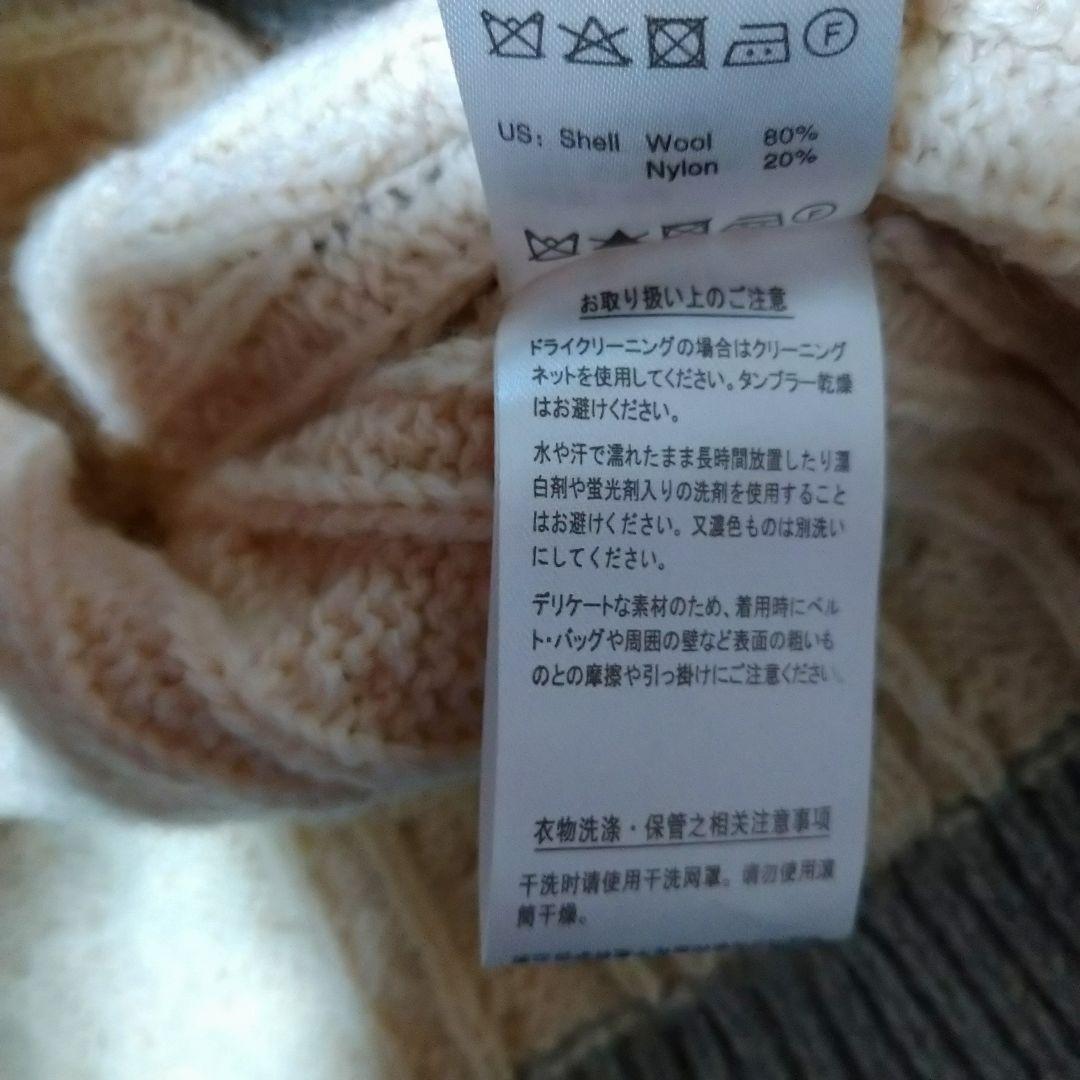 F
US: Shell Wool 80%
Nylon 20%
F
お取り扱い上のご注意
ドライクリーニングの場合はクリーニング
ネットを使用してください。タンブラー乾燥
はお避けください。
水や汗で濡れたまま長時間放置したり漂
白剤や蛍光剤入りの洗剤を使用すること
はお避けください。又濃色ものは別洗い
にしてください。
デリケートな素材のため、着用時にベル
ト・バッグや周囲の壁など表面の粗いも
のとの摩擦や引っ掛けにご注意ください。
衣物洗涤・保管之相关注意事项
干洗时请使用干洗网罩。请勿使用滚
筒干燥。